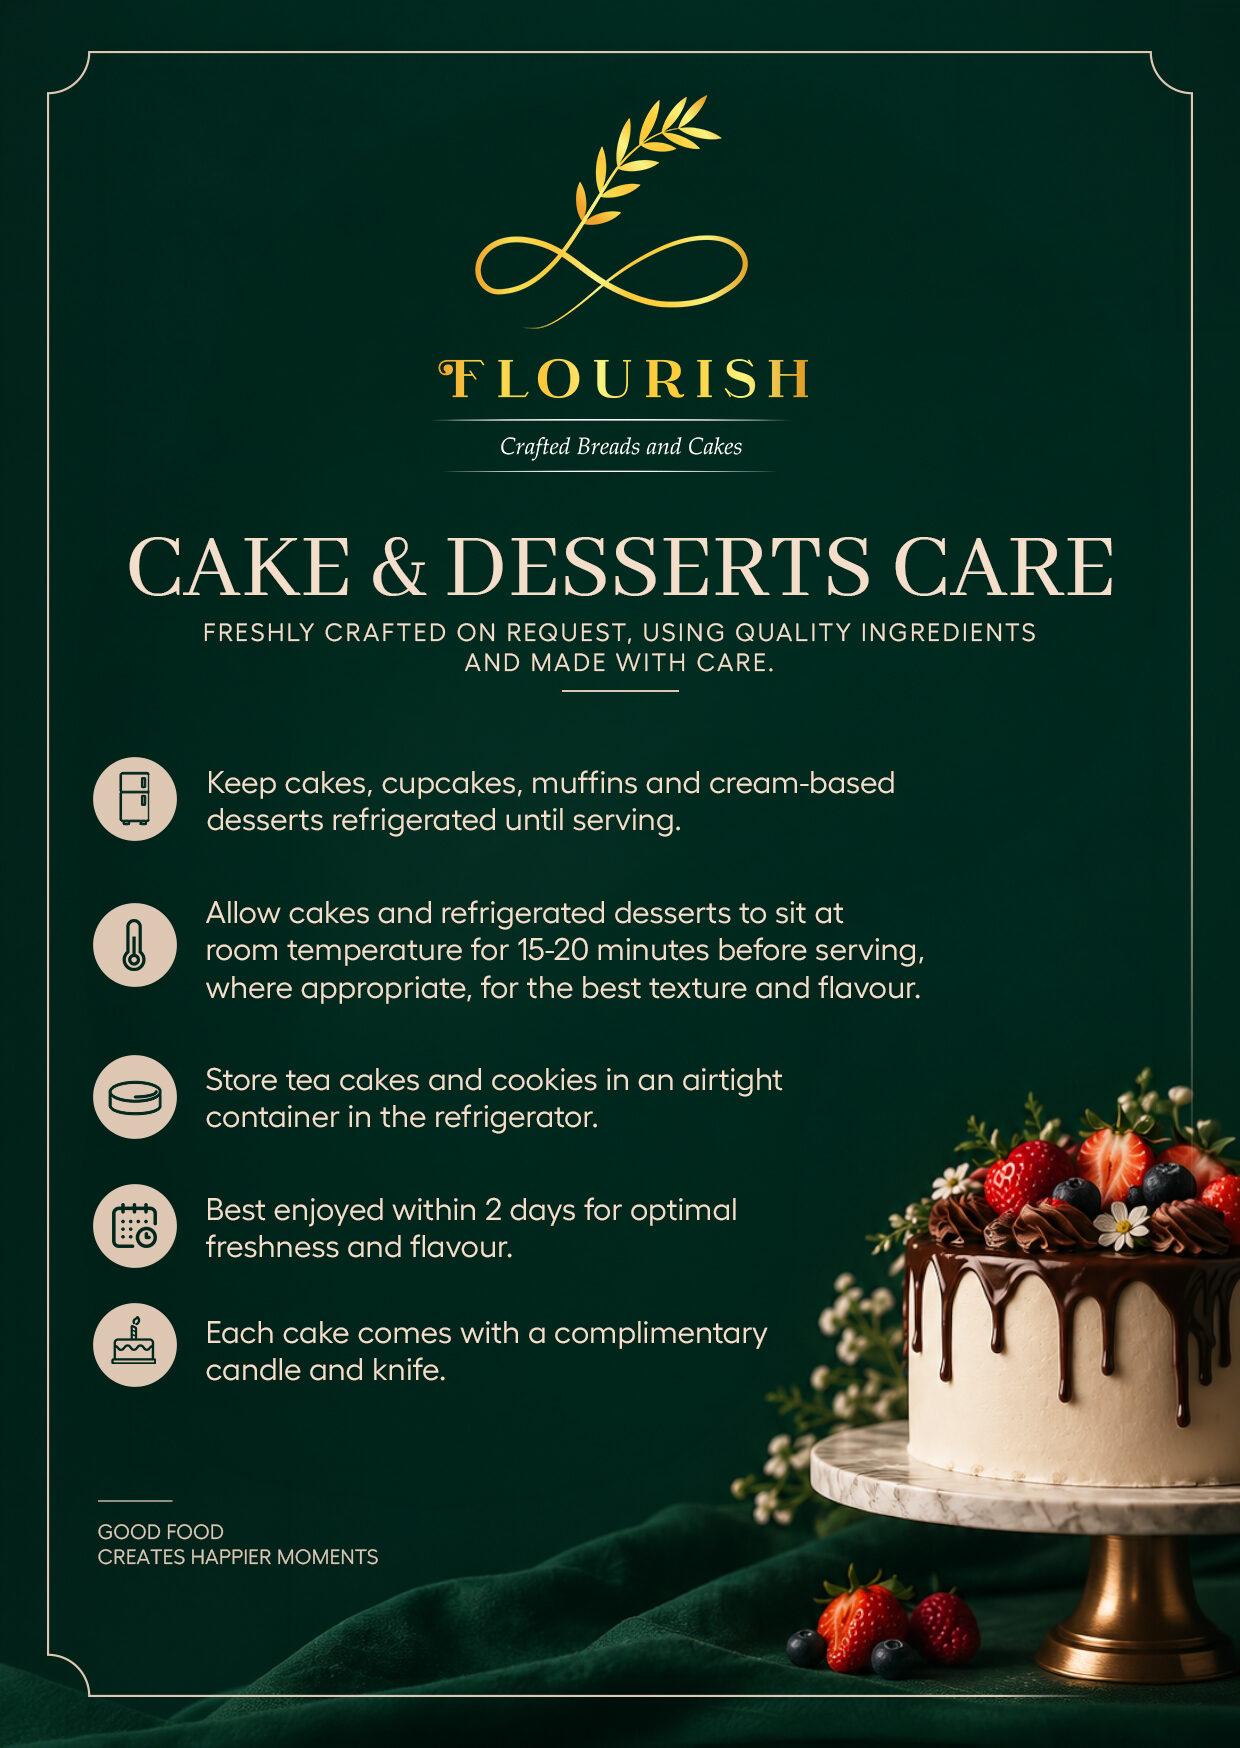 FLOURISH
Crafted Breads and Cakes
CAKE & DESSERTS CARE
FRESHLY CRAFTED ON REQUEST, USING QUALITY INGREDIENTS
AND MADE WITH CARE.
Keep cakes, cupcakes, muffins and cream-based
desserts refrigerated until serving.
Allow cakes and refrigerated desserts to sit at
room temperature for 15-20 minutes before serving,
where appropriate, for the best texture and flavour.
Store tea cakes and cookies in an airtight
container in the refrigerator.
Best enjoyed within 2 days for optimal
freshness and flavour.
Each cake comes with a complimentary
candle and knife.
GOOD FOOD
CREATES HAPPIER MOMENTS